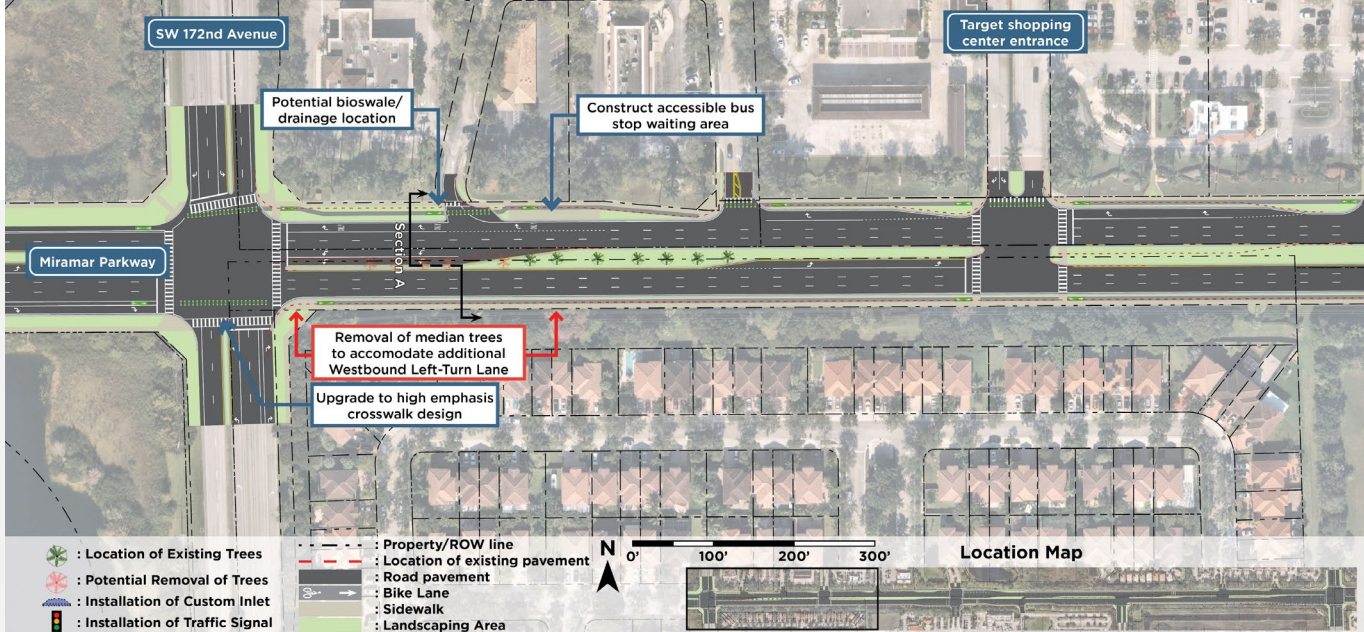 SW 172nd Avenue
Target shopping
center entrance
Potential bioswale/
drainage location
Construct accessible bus
stop waiting area
Miramar Parkway
Section A
Removal of median trees
to accomodate additional
Westbound Left-Turn Lane
Upgrade to high emphasis
crosswalk design
: Location of Existing Trees
: Potential Removal of Trees
: Installation of Custom Inlet
: Installation of Traffic Signal
: Property/ROW line
: Location of existing pavement
: Road pavement
: Bike Lane
: Sidewalk
: Landscaping Area
N
0' 100' 200' 300'
Location Map